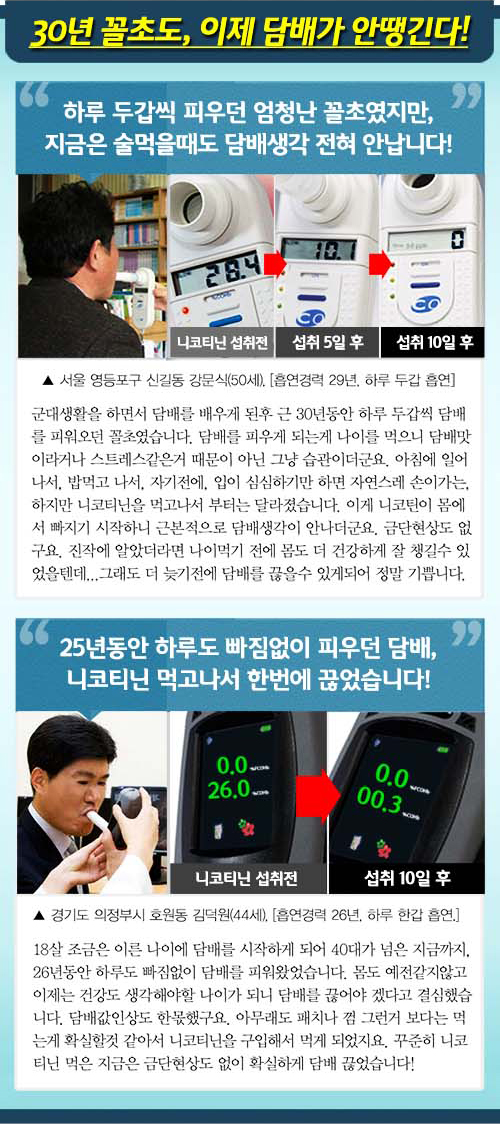 30년 꼴초도, 이제 담배가 안땡긴다!
“ 하루 두갑씩 피우던 엄청난 꼴초였지만, ”
지금은 술먹을때도 담배생각 전혀 안납니다!
28.4
10.
0
니코티닌 섭취전
섭취 5일 후
섭취 10일 후
▲ 서울 영등포구 신길동 강문식(50세), [흡연경력 29년, 하루 두갑 흡연]
군대생활을 하면서 담배를 배우게 된후 근 30년동안 하루 두갑씩 담배
를 피워오던 꼴초였습니다. 담배를 피우게 되는게 나이를 먹으니 담배맛
이라거나 스트레스같은거 때문이 아닌 그냥 습관이더군요. 아침에 일어
나서, 밥먹고 나서, 자기전에, 입이 심심하기만 하면 자연스레 손이가는,
하지만 니코티닌을 먹고나서 부터는 달라졌습니다. 이게 니코틴이 몸에
서 빠지기 시작하니 근본적으로 담배생각이 안나더군요. 금단현상도 없
구요. 진작에 알았더라면 나이먹기 전에 몸도 더 건강하게 잘 챙길수 있
었을텐데...그래도 더 늦기전에 담배를 끊을수 있게되어 정말 기쁩니다.
“ 25년동안 하루도 빠짐없이 피우던 담배, ”
니코티닌 먹고나서 한번에 끊었습니다!
0.0 %FCOHb
26.0 %COHb
0.0 %FCOHb
00.3 %COHb
니코티닌 섭취전
섭취 10일 후
▲ 경기도 의정부시 호원동 김덕원(44세), [흡연경력 26년, 하루 한갑 흡연.]
18살 조금은 이른 나이에 담배를 시작하게 되어 40대가 넘은 지금까지,
26년동안 하루도 빠짐없이 담배를 피워왔었습니다. 몸도 예전같지않고
이제는 건강도 생각해야할 나이가 되니 담배를 끊어야 겠다고 결심했습
니다. 담배값인상도 한몫했구요. 아무래도 패치나 껌 그런거 보다는 먹
는게 확실할것 같아서 니코티닌을 구입해서 먹게 되었지요. 꾸준히 니코
티닌 먹은 지금은 금단현상도 없이 확실하게 담배 끊었습니다!